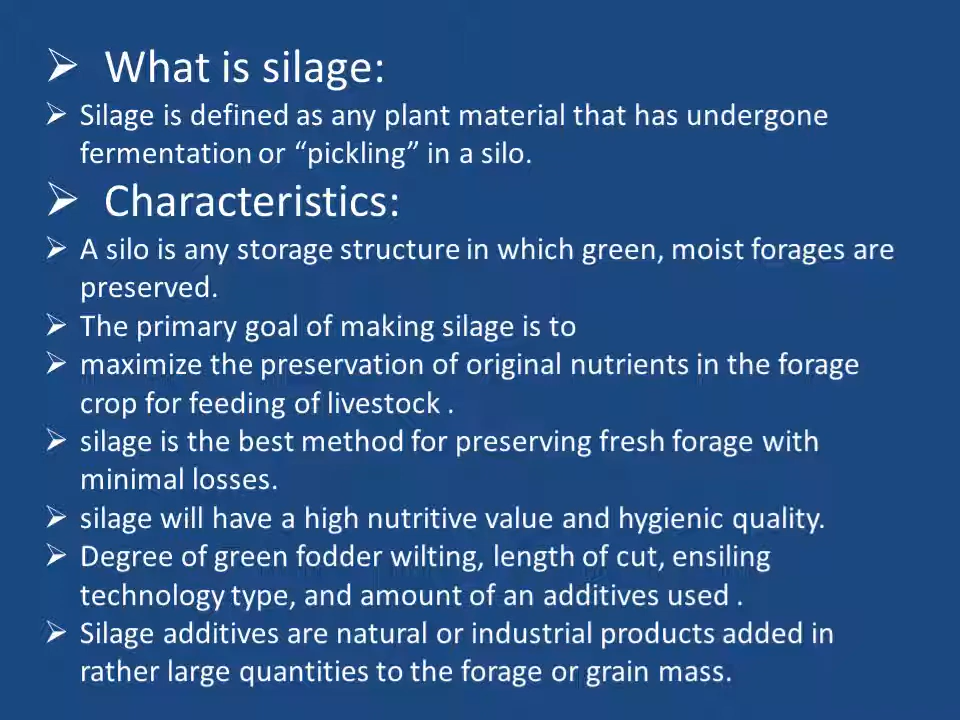 ➢ What is silage:
➢ Silage is defined as any plant material that has undergone
fermentation or “pickling” in a silo.
➢ Characteristics:
➢ A silo is any storage structure in which green, moist forages are
preserved.
➢ The primary goal of making silage is to
➢ maximize the preservation of original nutrients in the forage
crop for feeding of livestock .
➢ silage is the best method for preserving fresh forage with
minimal losses.
➢ silage will have a high nutritive value and hygienic quality.
➢ Degree of green fodder wilting, length of cut, ensiling
technology type, and amount of an additives used .
➢ Silage additives are natural or industrial products added in
rather large quantities to the forage or grain mass.